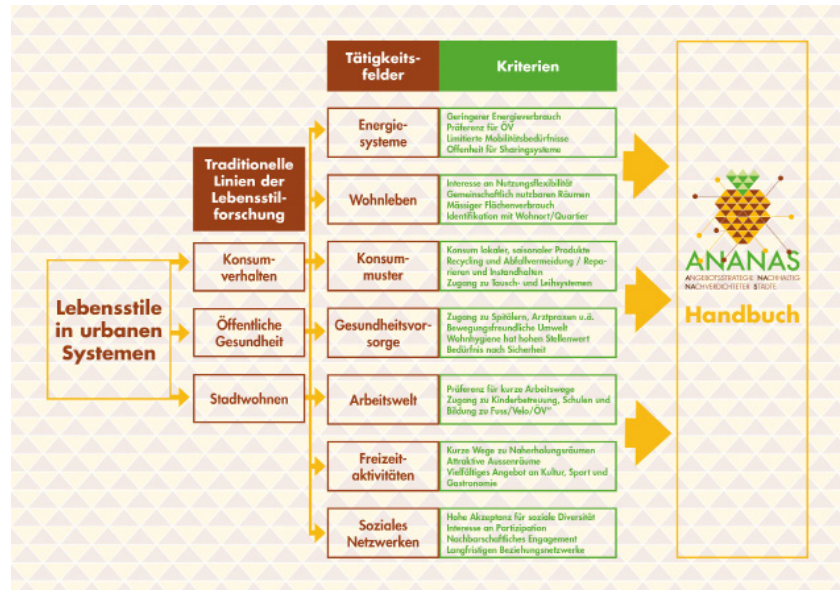 Tätigkeits-
felder
Kriterien
Traditionelle
Linien der
Lebensstil-
forschung
Lebensstile
in urbanen
Systemen
Konsum-
verhalten
Öffentliche
Gesundheit
Stadtwohnen
Energie-
systeme
Geringerer Energieverbrauch
Präferenz für ÖV
Limitierte Mobilitätsbedürfnisse
Offenheit für Sharingsysteme
Wohnleben
Interesse an Nutzungsflexibilität
Gemeinschaftlich nutzbaren Räumen
Mässiger Flächenverbrauch
Identifikation mit Wohnort/Quartier
Konsum-
muster
Konsum lokaler, saisonaler Produkte
Recycling und Abfallvermeidung / Repa-
rieren und Instandhalten
Zugang zu Tausch- und Leihsystemen
Gesundheitsvor-
sorge
Zugang zu Spitälern, Arztpraxen u.ä.
Bewegungsfreundliche Umwelt
Wohnhygiene hat hohen Stellenwert
Bedürfnis nach Sicherheit
Arbeitswelt
Präferenz für kurze Arbeitswege
Zugang zu Kinderbetreuung, Schulen und
Bildung zu Fuss/Velo/ÖV"
Freizeit-
aktivitäten
Kurze Wege zu Naherholungsräumen
Attraktive Aussenräume
Vielfältiges Angebot an Kultur, Sport und
Gastronomie
Soziales
Netzwerken
Hohe Akzeptanz für soziale Diversität
Interesse an Partizipation
Nachbarschaftliches Engagement
Langfristigen Beziehungsnetzwerke
ANANAS
ANGEBOTSSTRATEGIE NACHHALTIG
NACHVERDICHTETER STÄDTE
Handbuch